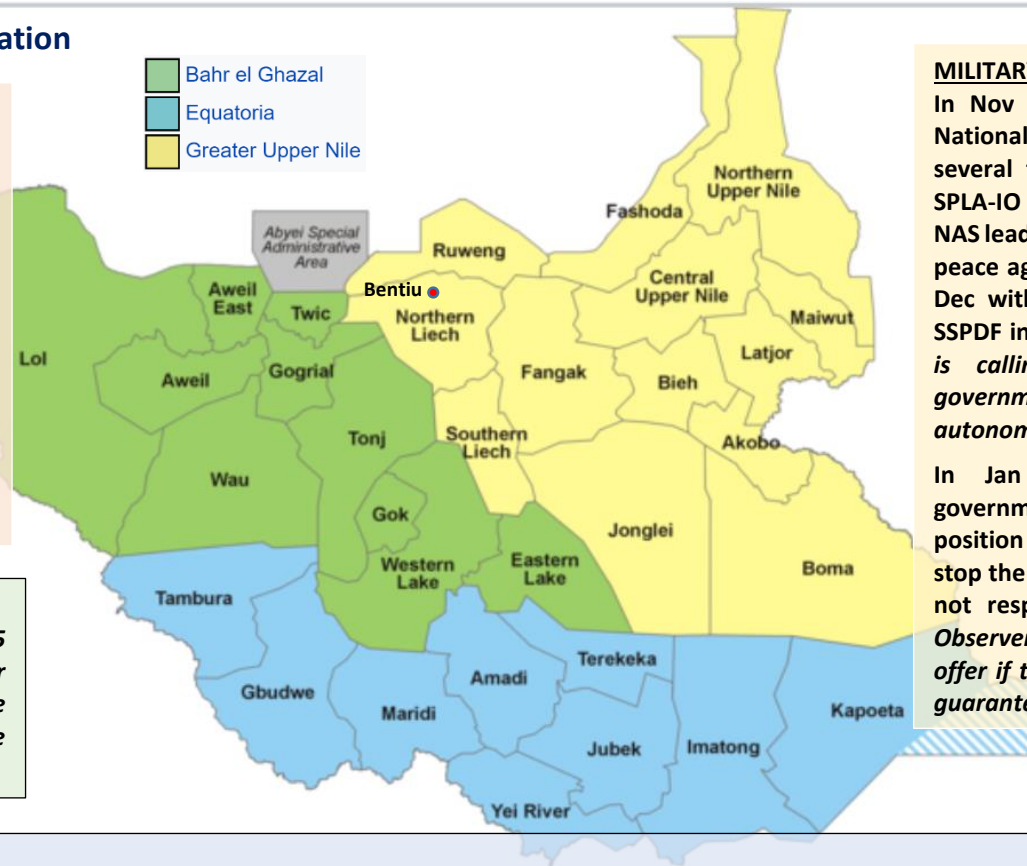 ation
Bahr el Ghazal
Equatoria
Greater Upper Nile
MILITARY
In Nov
National
several
SPLA-IO
NAS lead
peace ag
Dec with
SSPDF in
is callin
governm
autonom
In Jan
governm
position
stop the
not resp
Observer
offer if t
guarante
5
r
e
e
Northern
Upper Nile
Fashoda
Abyei Special
Administrative
Area
Ruweng
Central
Upper Nile
Bentiu
Aweil
East
Twic
Northern
Liech
Maiwut
Lol
Latjor
Aweil
Gogrial
Fangak
Bieh
Tonj
Southern
Liech
Akobo
Wau
Gok
Jonglei
Western
Lake
Eastern
Lake
Boma
Tambura
Terekeka
Amadi
Gbudwe
Maridi
Kapoeta
Jubek
Imatong
Yei River